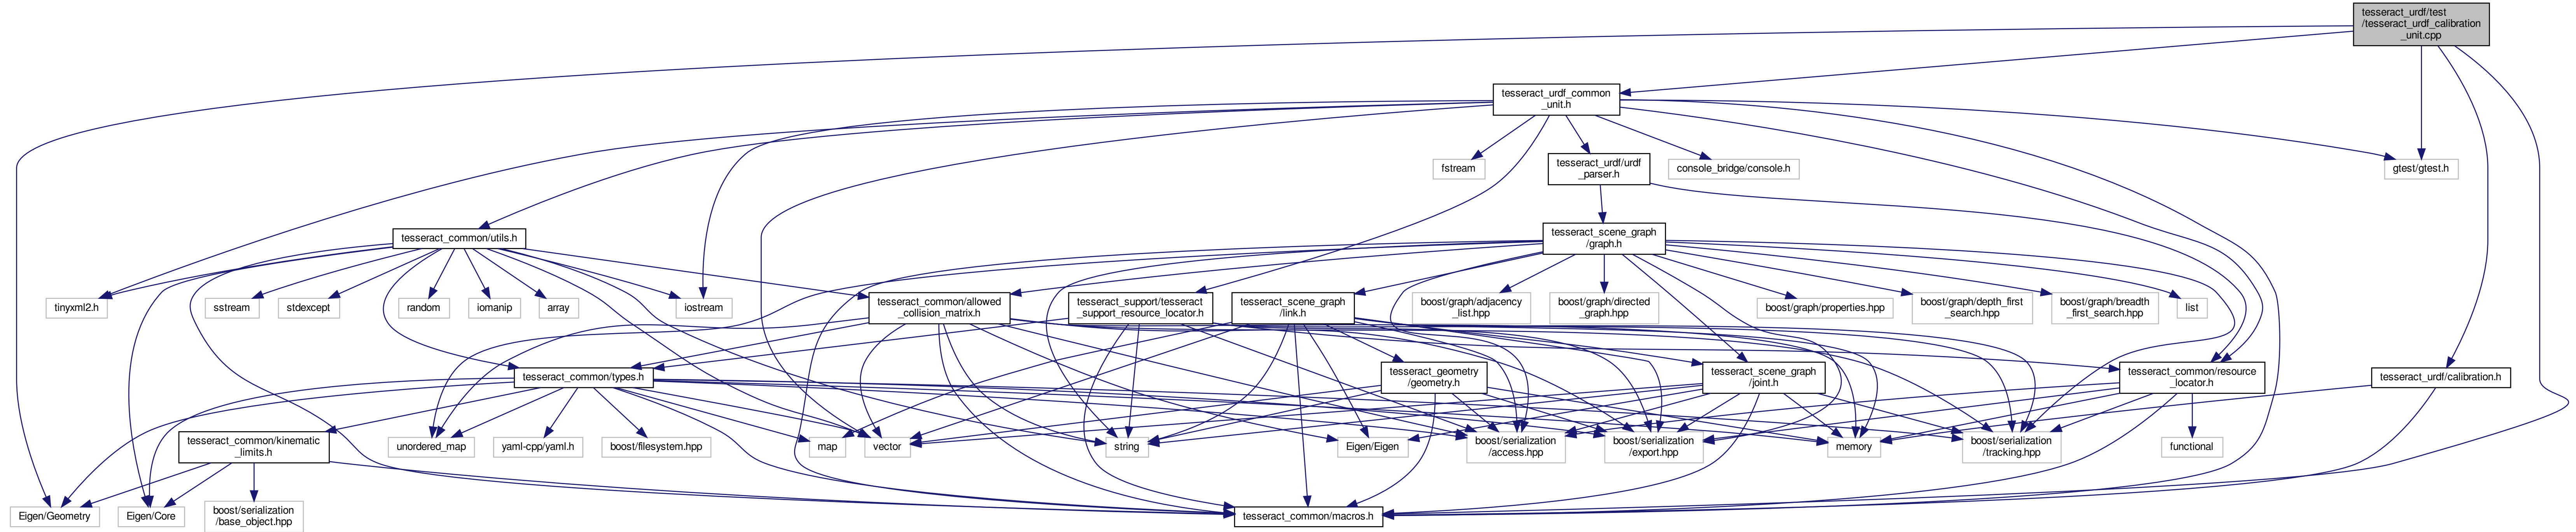 tesseract_urdf/test
/tesseract_urdf_calibration
_unit.cpp
tesseract_urdf_common
_unit.h
fstream
tesseract_urdf/urdf
_parser.h
console_bridge/console.h
gtest/gtest.h
tesseract_common/utils.h
tesseract_scene_graph
/graph.h
tinyxml2.h
sstream
stdexcept
random
iomanip
array
iostream
tesseract_common/allowed
_collision_matrix.h
tesseract_support/tesseract
_support_resource_locator.h
tesseract_scene_graph
/link.h
boost/graph/adjacency
_list.hpp
boost/graph/directed
_graph.hpp
boost/graph/properties.hpp
boost/graph/depth_first
_search.hpp
boost/graph/breadth
_first_search.hpp
list
tesseract_common/types.h
tesseract_geometry
/geometry.h
tesseract_scene_graph
/joint.h
tesseract_common/resource
_locator.h
tesseract_urdf/calibration.h
tesseract_common/kinematic
_limits.h
unordered_map
yaml-cpp/yaml.h
boost/filesystem.hpp
map
vector
string
Eigen/Eigen
boost/serialization
/access.hpp
boost/serialization
/export.hpp
memory
boost/serialization
/tracking.hpp
functional
Eigen/Geometry
Eigen/Core
boost/serialization
/base_object.hpp
tesseract_common/macros.h